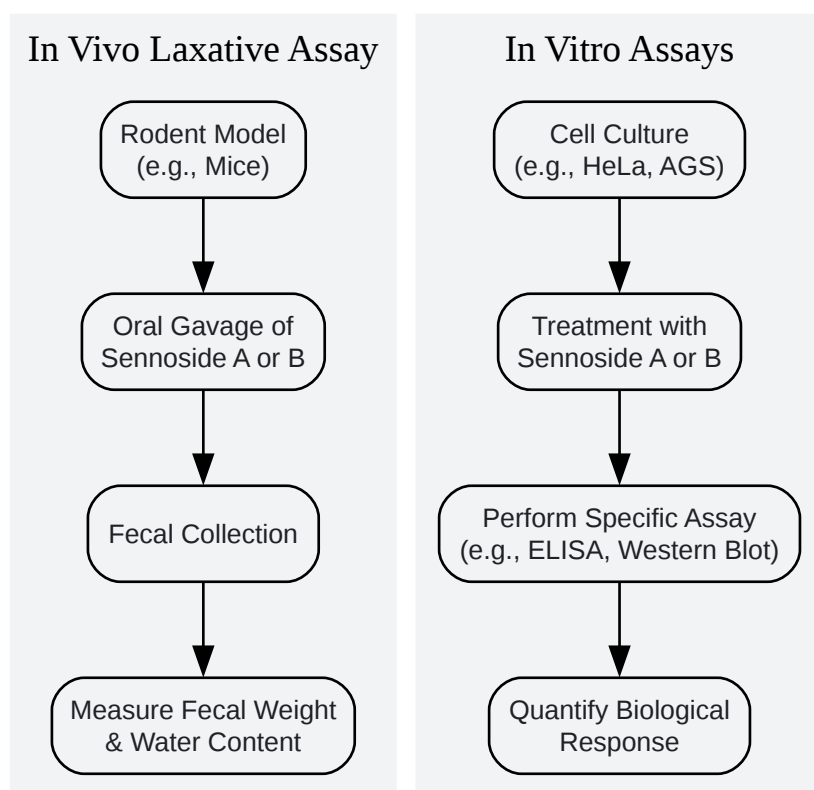 In Vivo Laxative Assay
Rodent Model
(e.g., Mice)
Oral Gavage of
Sennoside A or B
Fecal Collection
Measure Fecal Weight
& Water Content
In Vitro Assays
Cell Culture
(e.g., HeLa, AGS)
Treatment with
Sennoside A or B
Perform Specific Assay
(e.g., ELISA, Western Blot)
Quantify Biological
Response